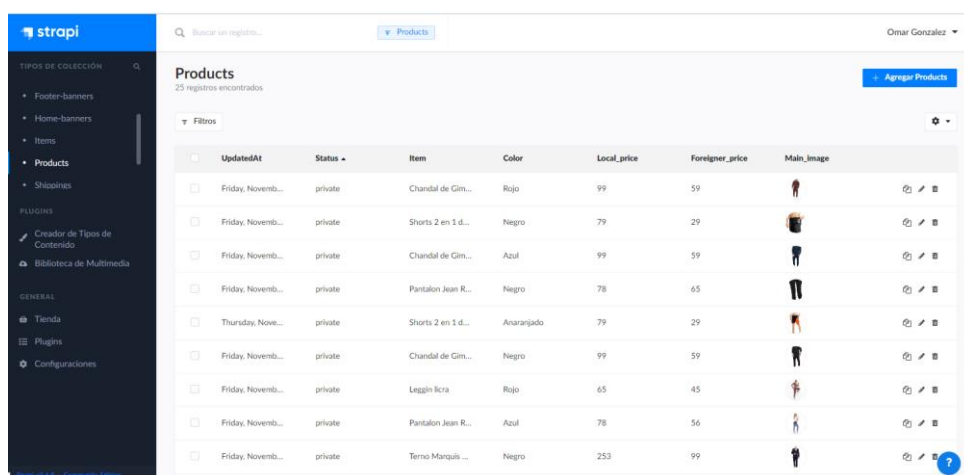 strapi
Buscar un registro...
Products
Omar Gonzalez
TIPOS DE COLECCIÓN
Footer-banners
Home-banners
Items
Products
Shippings
PLUGINS
Creador de Tipos de
Contenido
Biblioteca de Multimedia
GENERAL
Tienda
Plugins
Configuraciones
Products
25 registros encontrados
+ Agregar Products
Filtros
UpdatedAt Status Item Color Local_price Foreigner_price Main_image
Friday, Novemb... private Chandal de Gim... Rojo 99 59
Friday, Novemb... private Shorts 2 en 1 d... Negro 79 29
Friday, Novemb... private Chandal de Gim... Azul 99 59
Friday, Novemb... private Pantalon Jean R... Negro 78 65
Thursday, Nove... private Shorts 2 en 1 d... Anaranjado 79 29
Friday, Novemb... private Chandal de Gim... Negro 99 59
Friday, Novemb... private Leggin licra Rojo 65 45
Friday, Novemb... private Pantalon Jean R... Azul 78 56
Friday, Novemb... private Terno Marquis ... Negro 253 99
?